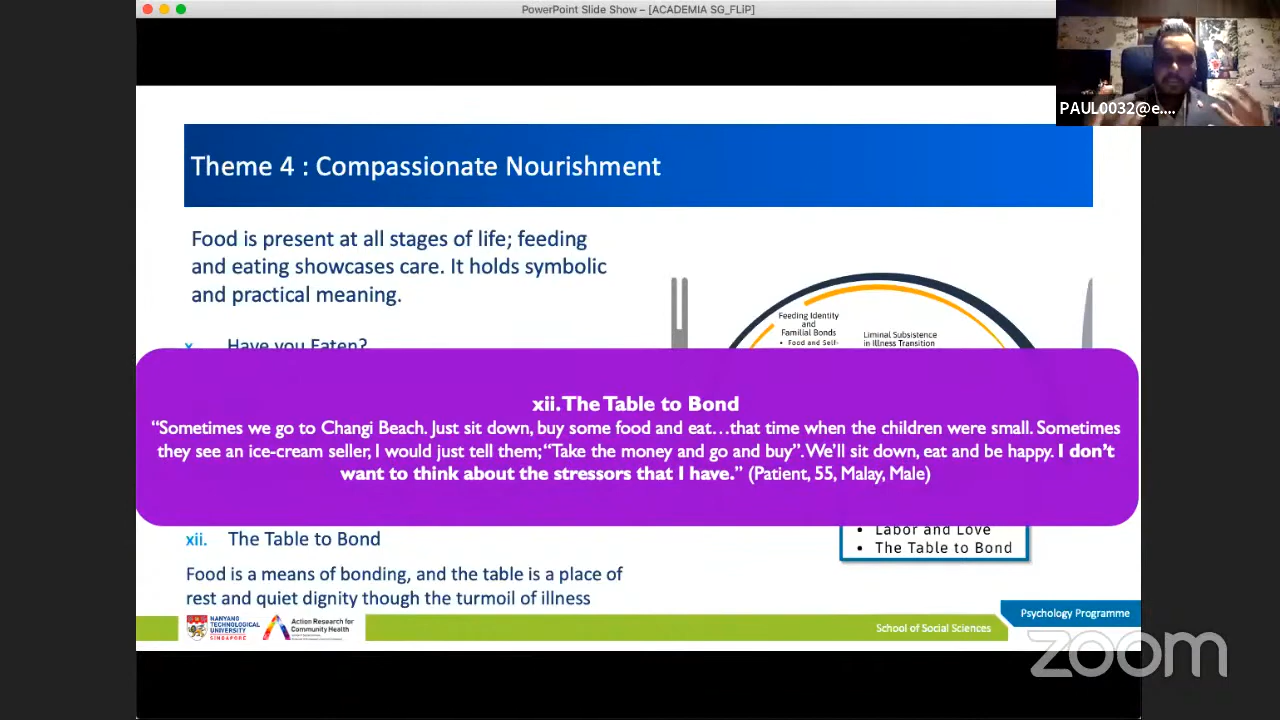 PowerPoint Slide Show – [ACADEMIA SG_FLiP]
PAUL0032@e....
Theme 4 : Compassionate Nourishment
Food is present at all stages of life; feeding
and eating showcases care. It holds symbolic
and practical meaning.
x. Have you Eaten?
Feeding Identity
and
Familial Bonds
• Food and Self-
Liminal Subsistence
in Illness Transition
xii. The Table to Bond
“Sometimes we go to Changi Beach. Just sit down, buy some food and eat…that time when the children were small. Sometimes
they see an ice-cream seller, I would just tell them; “Take the money and go and buy”. We’ll sit down, eat and be happy. I don’t
want to think about the stressors that I have.” (Patient, 55, Malay, Male)
• Labor and Love
• The Table to Bond
xii. The Table to Bond
Food is a means of bonding, and the table is a place of
rest and quiet dignity though the turmoil of illness
NANYANG
TECHNOLOGICAL
UNIVERSITY
SINGAPORE
Action Research for
Community Health
School of Social Sciences
Psychology Programme
zoom